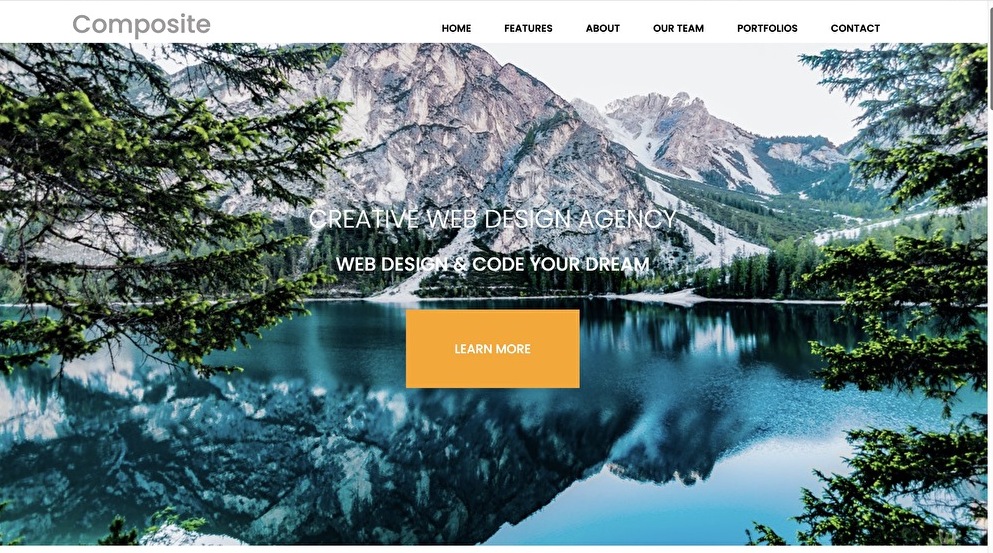 Composite
HOME FEATURES ABOUT OUR TEAM PORTFOLIOS CONTACT
CREATIVE WEB DESIGN AGENCY
WEB DESIGN & CODE YOUR DREAM
LEARN MORE